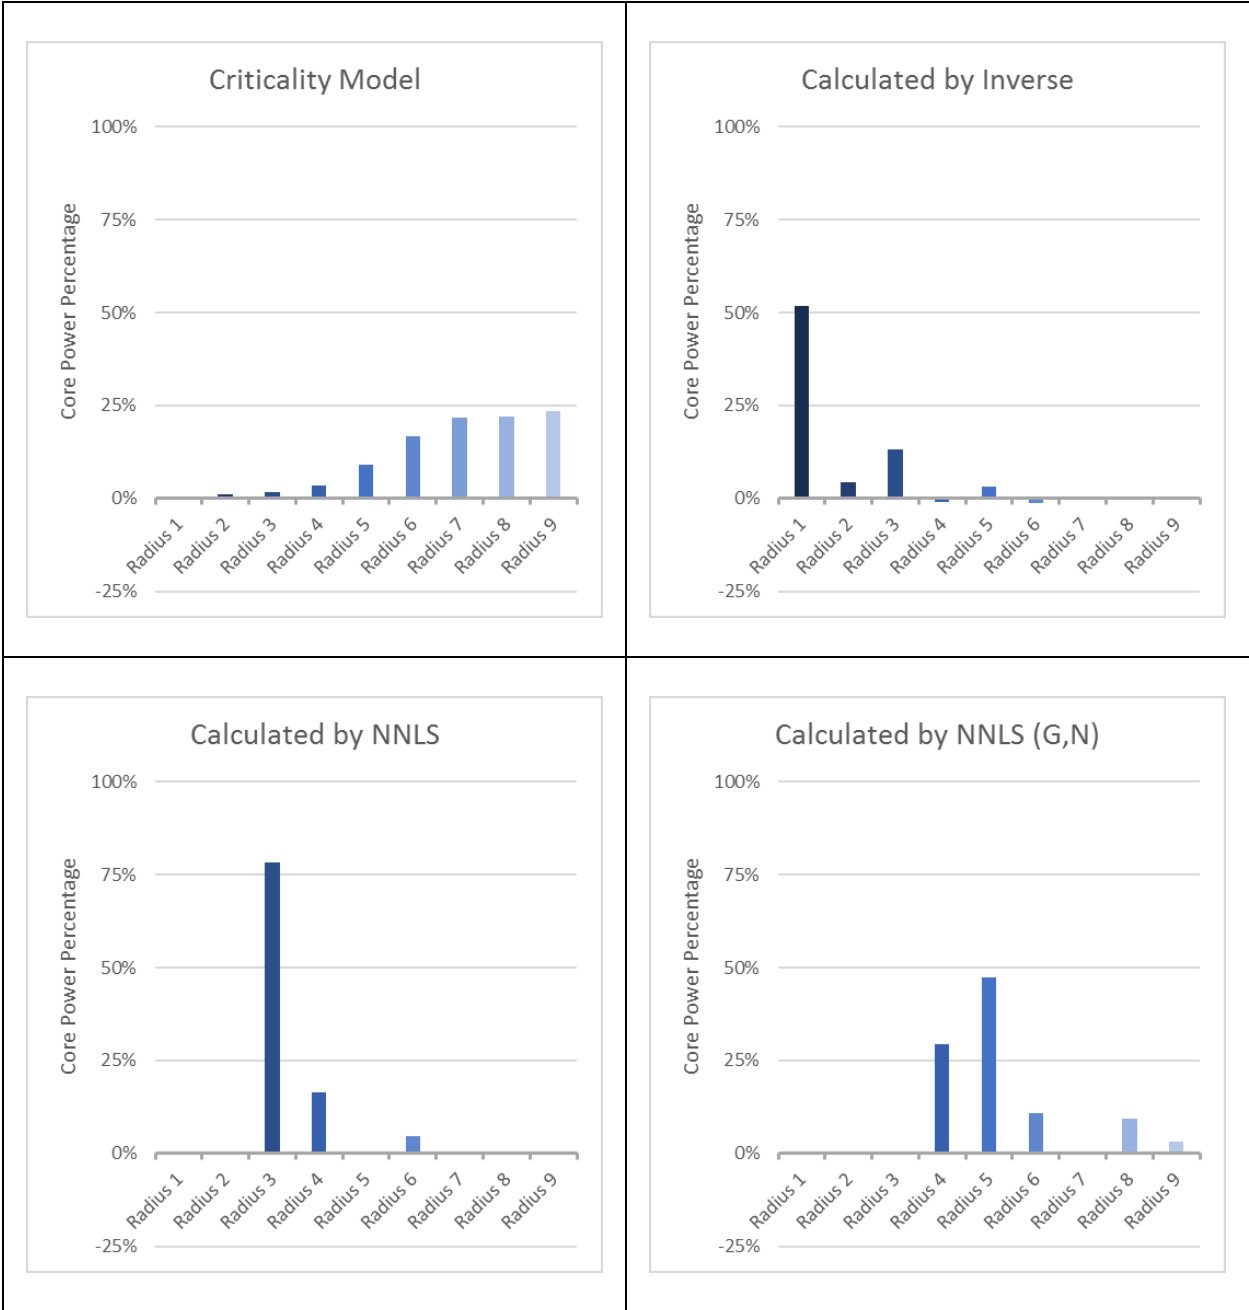 Criticality Model
Core Power Percentage
100%
75%
50%
25%
0%
-25%
Radius 1
Radius 2
Radius 3
Radius 4
Radius 5
Radius 6
Radius 7
Radius 8
Radius 9
Calculated by Inverse
Core Power Percentage
100%
75%
50%
25%
0%
-25%
Radius 1
Radius 2
Radius 3
Radius 4
Radius 5
Radius 6
Radius 7
Radius 8
Radius 9
Calculated by NNLS
Core Power Percentage
100%
75%
50%
25%
0%
-25%
Radius 1
Radius 2
Radius 3
Radius 4
Radius 5
Radius 6
Radius 7
Radius 8
Radius 9
Calculated by NNLS (G,N)
Core Power Percentage
100%
75%
50%
25%
0%
-25%
Radius 1
Radius 2
Radius 3
Radius 4
Radius 5
Radius 6
Radius 7
Radius 8
Radius 9